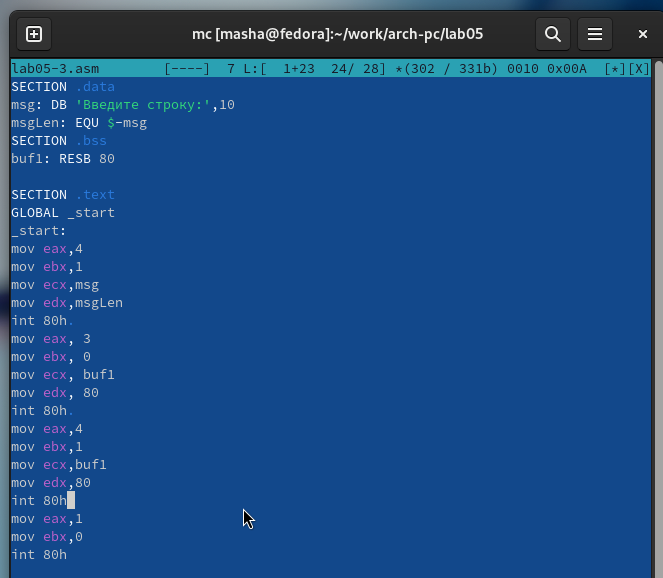 mc [masha@fedora]:~/work/arch-pc/lab05
lab05-3.asm [----] 7 L:[ 1+23 24/ 28] *(302 / 331b) 0010 0x00A [*][X]
SECTION .data
msg: DB 'Введите строку:',10
msgLen: EQU $-msg
SECTION .bss
buf1: RESB 80
SECTION .text
GLOBAL _start
_start:
mov eax,4
mov ebx,1
mov ecx,msg
mov edx,msgLen
int 80h.
mov eax, 3
mov ebx, 0
mov ecx, buf1
mov edx, 80
int 80h.
mov eax,4
mov ebx,1
mov ecx,buf1
mov edx,80
int 80h
mov eax,1
mov ebx,0
int 80h